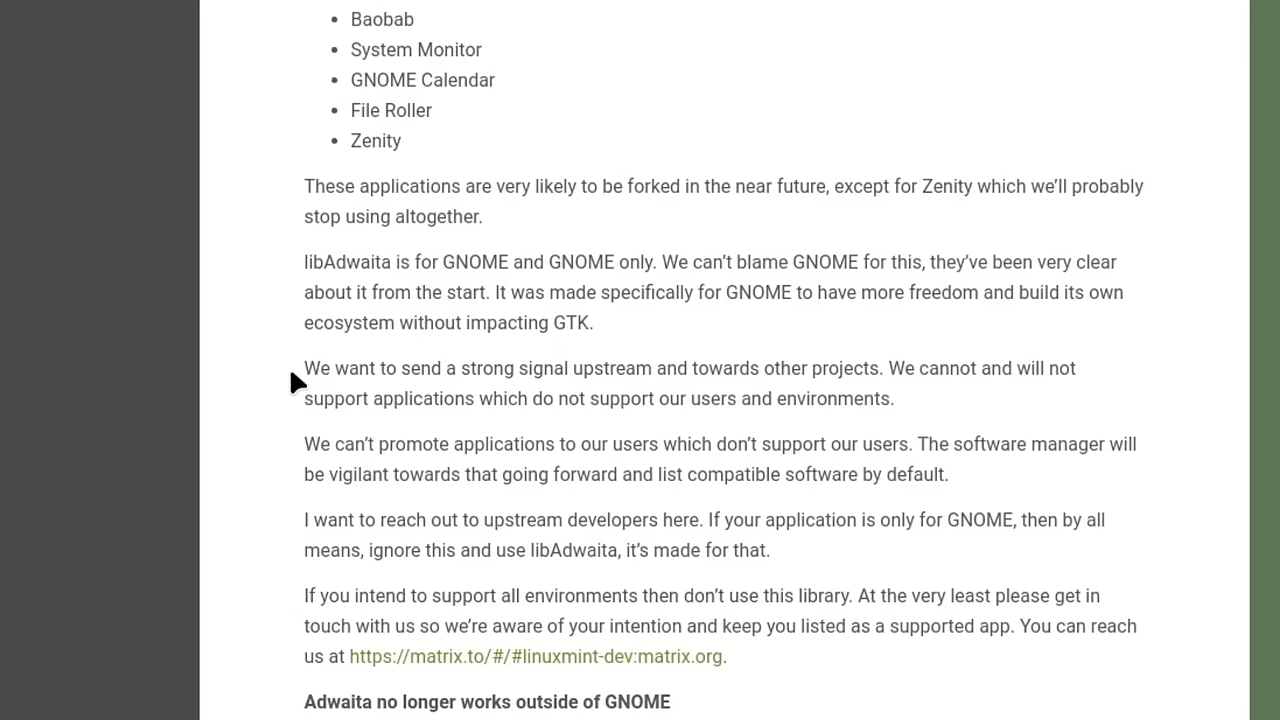 Baobab
System Monitor
GNOME Calendar
File Roller
Zenity
These applications are very likely to be forked in the near future, except for Zenity which we’ll probably
stop using altogether.
libAdwaita is for GNOME and GNOME only. We can’t blame GNOME for this, they’ve been very clear
about it from the start. It was made specifically for GNOME to have more freedom and build its own
ecosystem without impacting GTK.
We want to send a strong signal upstream and towards other projects. We cannot and will not
support applications which do not support our users and environments.
We can’t promote applications to our users which don’t support our users. The software manager will
be vigilant towards that going forward and list compatible software by default.
I want to reach out to upstream developers here. If your application is only for GNOME, then by all
means, ignore this and use libAdwaita, it’s made for that.
If you intend to support all environments then don’t use this library. At the very least please get in
touch with us so we’re aware of your intention and keep you listed as a supported app. You can reach
us at https://matrix.to/#/#linuxmint-dev:matrix.org.
Adwaita no longer works outside of GNOME